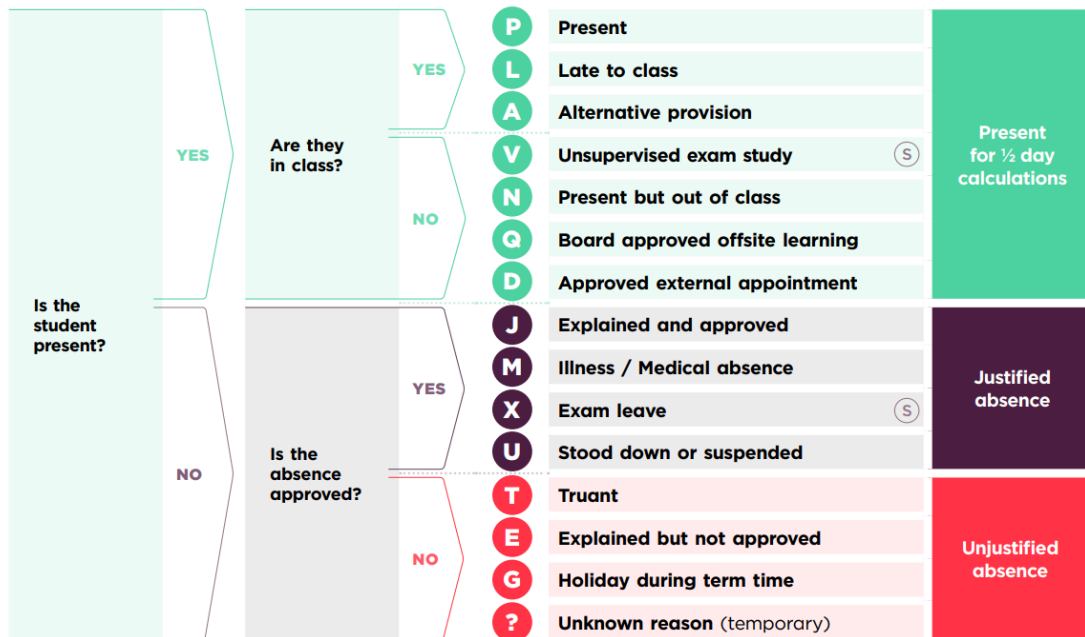 Is the
student
present?
YES
NO
Are they
in class?
YES
NO
Is the
absence
approved?
YES
NO
P Present
L Late to class
A Alternative provision
V Unsupervised exam study S
N Present but out of class
Q Board approved offsite learning
D Approved external appointment
J Explained and approved
M Illness / Medical absence
X Exam leave S
U Stood down or suspended
T Truant
E Explained but not approved
G Holiday during term time
? Unknown reason (temporary)
Present
for ½ day
calculations
Justified
absence
Unjustified
absence